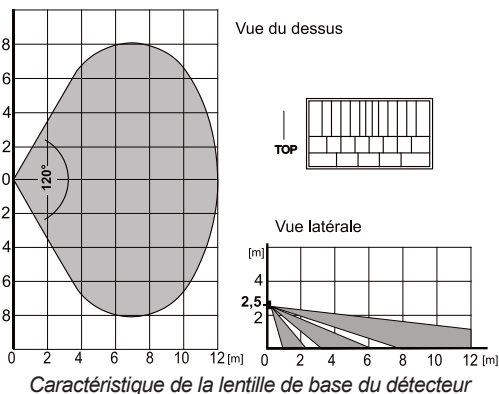 Vue du dessus
8
6
4
2
0
2
4
6
8
120°
0 2 4 6 8 10 12 [m]
TOP
Vue latérale
[m]
4
2,5
2
0 2 4 6 8 10 12 [m]
Caractéristique de la lentille de base du détecteur